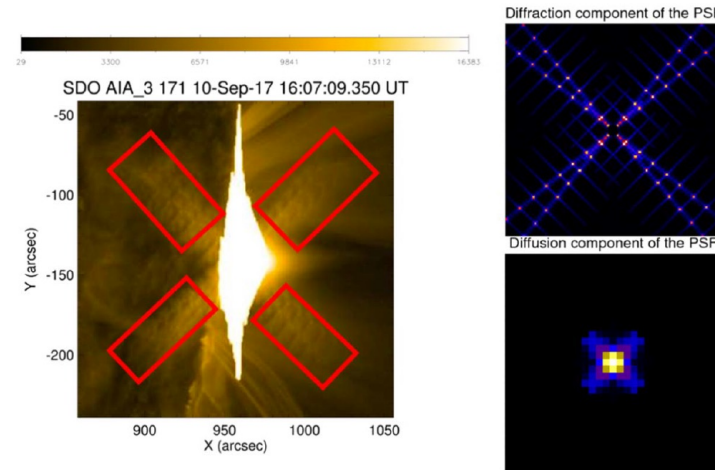 Diffraction component of the PSF
29 3300 6571 9841 13112 16383
SDO AIA_3 171 10-Sep-17 16:07:09.350 UT
-50
-100
-150
-200
Y (arcsec)
900 950 1000 1050
X (arcsec)
Diffusion component of the PSF